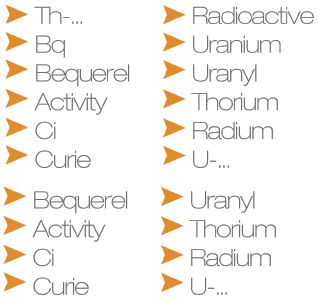 Th-...
Bq
Bequerel
Activity
Ci
Curie
Radioactive
Uranium
Uranyl
Thorium
Radium
U-...
Bequerel
Activity
Ci
Curie
Uranyl
Thorium
Radium
U-...